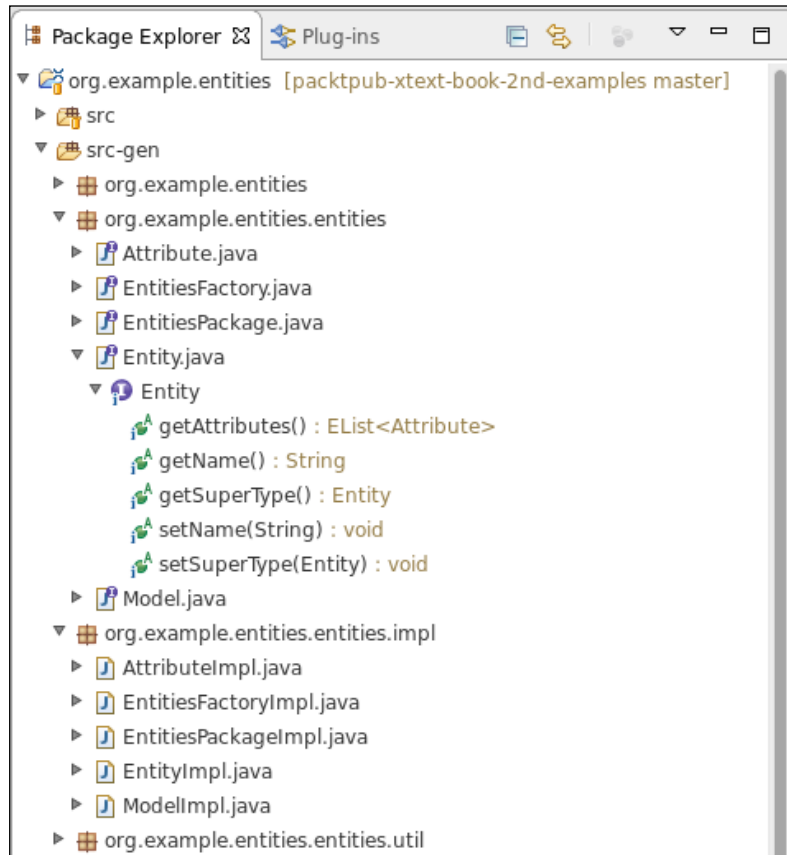 Package Explorer Plug-ins
org.example.entities [packtpub-xtext-book-2nd-examples master]
src
src-gen
org.example.entities
org.example.entities.entities
Attribute.java
EntitiesFactory.java
EntitiesPackage.java
Entity.java
Entity
getAttributes() : EList<Attribute>
getName() : String
getSuperType() : Entity
setName(String) : void
setSuperType(Entity) : void
Model.java
org.example.entities.entities.impl
AttributeImpl.java
EntitiesFactoryImpl.java
EntitiesPackageImpl.java
EntityImpl.java
ModelImpl.java
org.example.entities.entities.util